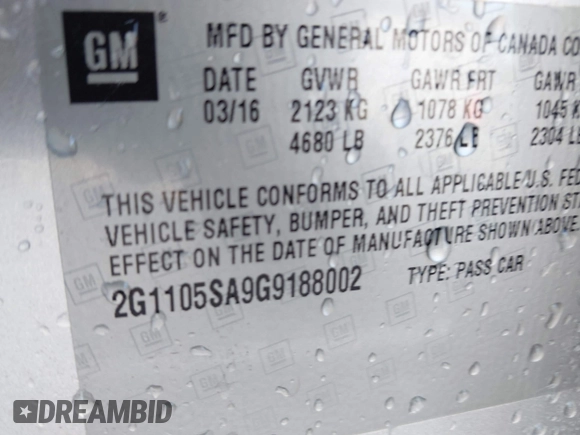 GM
MFD BY GENERAL MOTORS OF CANADA CO
DATE GVWR GAWR FRT GAWR
03/16 2123 KG 1078 KG 1045 K
4680 LB 2376 LB 2304 LB
THIS VEHICLE CONFORMS TO ALL APPLICABLE U.S. FED
VEHICLE SAFETY, BUMPER, AND THEFT PREVENTION ST
EFFECT ON THE DATE OF MANUFACTURE SHOWN ABOVE.
2G1105SA9G9188002 TYPE: PASS CAR
DREAMBID